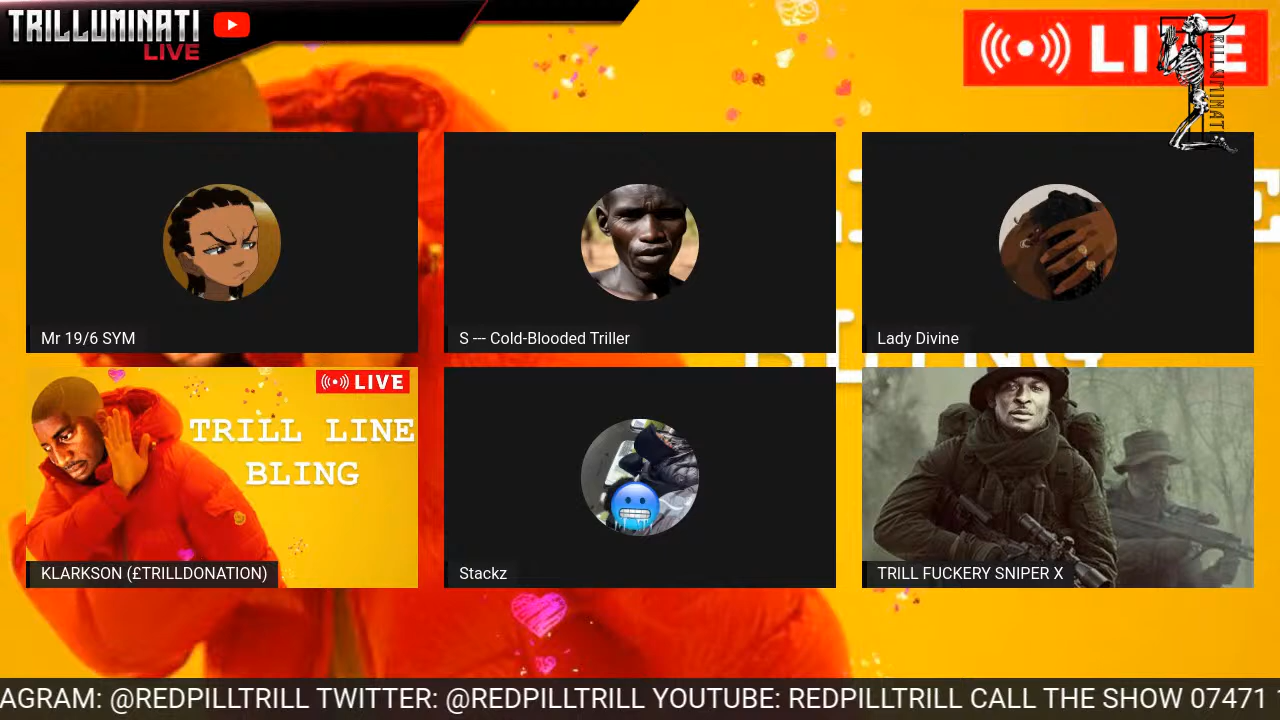 TRILLUMINATI
LIVE
LIVE
TRILLUMINATI
Mr 19/6 SYM
S --- Cold-Blooded Triller
Lady Divine
LIVE
TRILL LINE
BLING
KLARKSON (£TRILLDONATION)
Stackz
TRILL FUCKERY SNIPER X
AGRAM: @REDPILLTRILL TWITTER: @REDPILLTRILL YOUTUBE: REDPILLTRILL CALL THE SHOW 07471